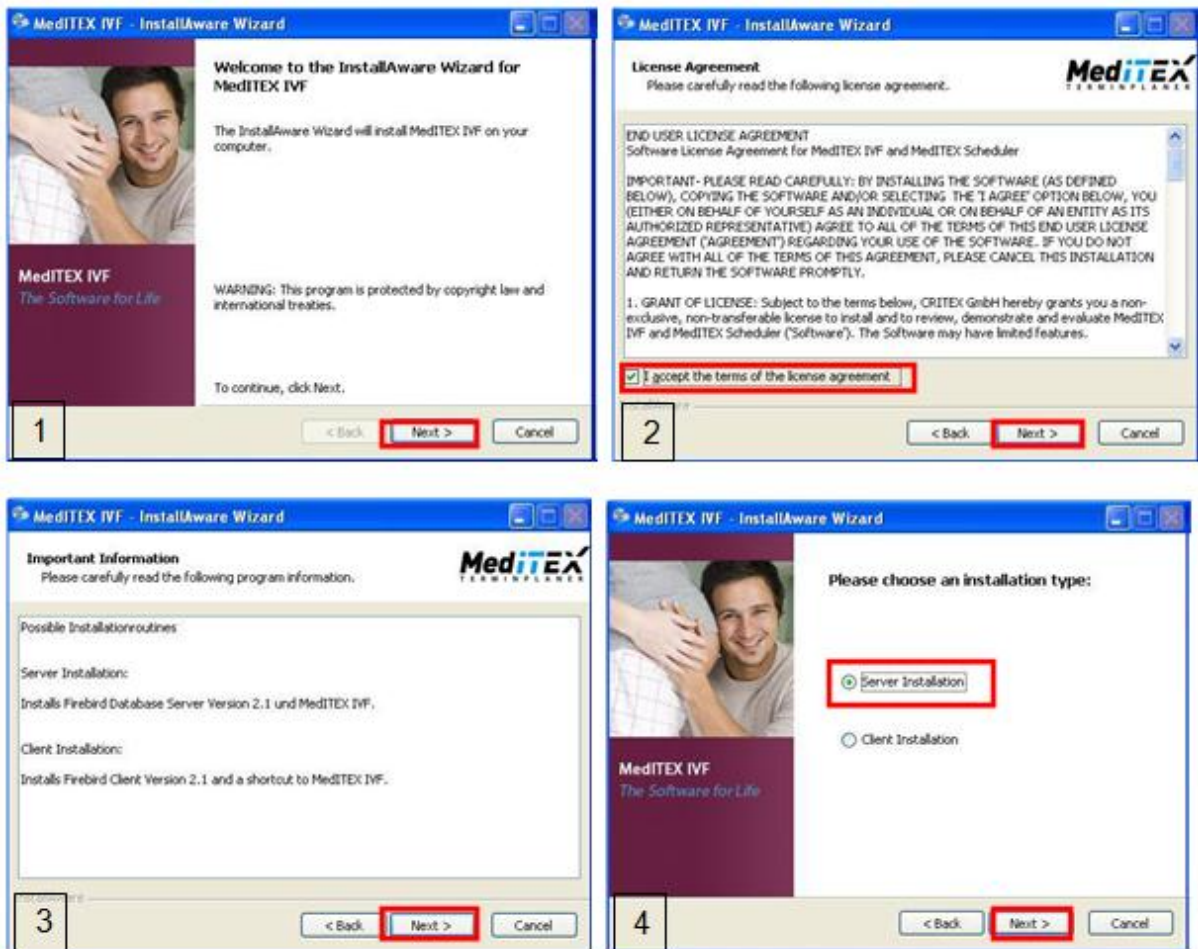 MedITEX IVF - InstallAware Wizard
Welcome to the InstallAware Wizard for
MedITEX IVF
The InstallAware Wizard will install MedITEX IVF on your
computer.
MedITEX IVF
The Software for Life
WARNING: This program is protected by copyright law and
international treaties.
To continue, click Next.
1
< Back
Next >
Cancel
MedITEX IVF - InstallAware Wizard
License Agreement
Please carefully read the following license agreement.
MedITEX
TERMINPLANER
END USER LICENSE AGREEMENT
Software License Agreement for MedITEX IVF and MedITEX Scheduler
IMPORTANT- PLEASE READ CAREFULLY: BY INSTALLING THE SOFTWARE (AS DEFINED
BELOW), COPYING THE SOFTWARE AND/OR SELECTING THE 'I AGREE' OPTION BELOW, YOU
(EITHER ON BEHALF OF YOURSELF AS AN INDIVIDUAL OR ON BEHALF OF AN ENTITY AS ITS
AUTHORIZED REPRESENTATIVE) AGREE TO ALL OF THE TERMS OF THIS END USER LICENSE
AGREEMENT ('AGREEMENT') REGARDING YOUR USE OF THE SOFTWARE. IF YOU DO NOT
AGREE WITH ALL OF THE TERMS OF THIS AGREEMENT, PLEASE CANCEL THIS INSTALLATION
AND RETURN THE SOFTWARE PROMPTLY.
1. GRANT OF LICENSE: Subject to the terms below, CRITEX GmbH hereby grants you a non-
exclusive, non-transferable license to install and to review, demonstrate and evaluate MedITEX
IVF and MedITEX Scheduler ('Software'). The Software may have limited features.
I accept the terms of the license agreement
InstallAware
2
< Back
Next >
Cancel
MedITEX IVF - InstallAware Wizard
Important Information
Please carefully read the following program information.
MedITEX
TERMINPLANER
Possible Installationroutines
Server Installation:
Installs Firebird Database Server Version 2.1 und MedITEX IVF.
Client Installation:
Installs Firebird Client Version 2.1 and a shortcut to MedITEX IVF.
InstallAware
3
< Back
Next >
Cancel
MedITEX IVF - InstallAware Wizard
Please choose an installation type:
Server Installation
Client Installation
MedITEX IVF
The Software for Life
4
< Back
Next >
Cancel